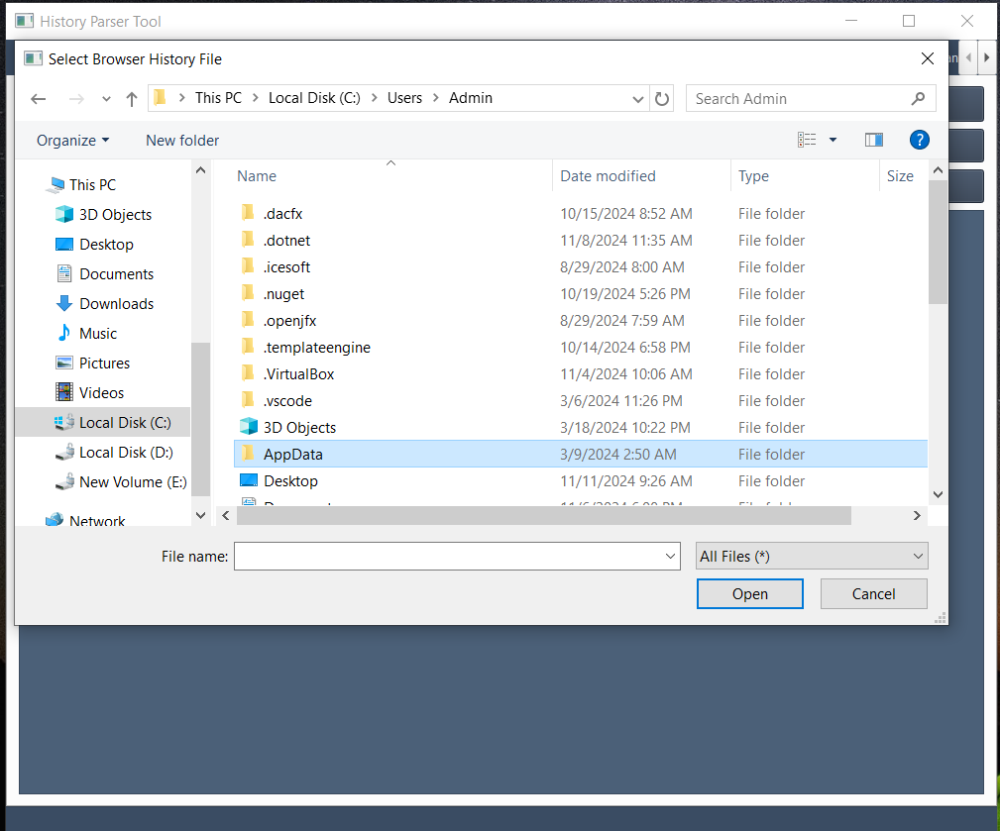 History Parser Tool
Select Browser History File
This PC Local Disk (C:) Users Admin
Search Admin
Organize
New folder
Name Date modified Type Size
This PC
3D Objects
Desktop
Documents
Downloads
Music
Pictures
Videos
Local Disk (C:)
Local Disk (D:)
New Volume (E:)
Network
.dacfx 10/15/2024 8:52 AM File folder
.dotnet 11/8/2024 11:35 AM File folder
.icesoft 8/29/2024 8:00 AM File folder
.nuget 10/19/2024 5:26 PM File folder
.openjfx 8/29/2024 7:59 AM File folder
.templateengine 10/14/2024 6:58 PM File folder
.VirtualBox 11/4/2024 10:06 AM File folder
.vscode 3/6/2024 11:26 PM File folder
3D Objects 3/18/2024 10:22 PM File folder
AppData 3/9/2024 2:50 AM File folder
Desktop 11/11/2024 9:26 AM File folder
File name:
All Files (*)
Open
Cancel